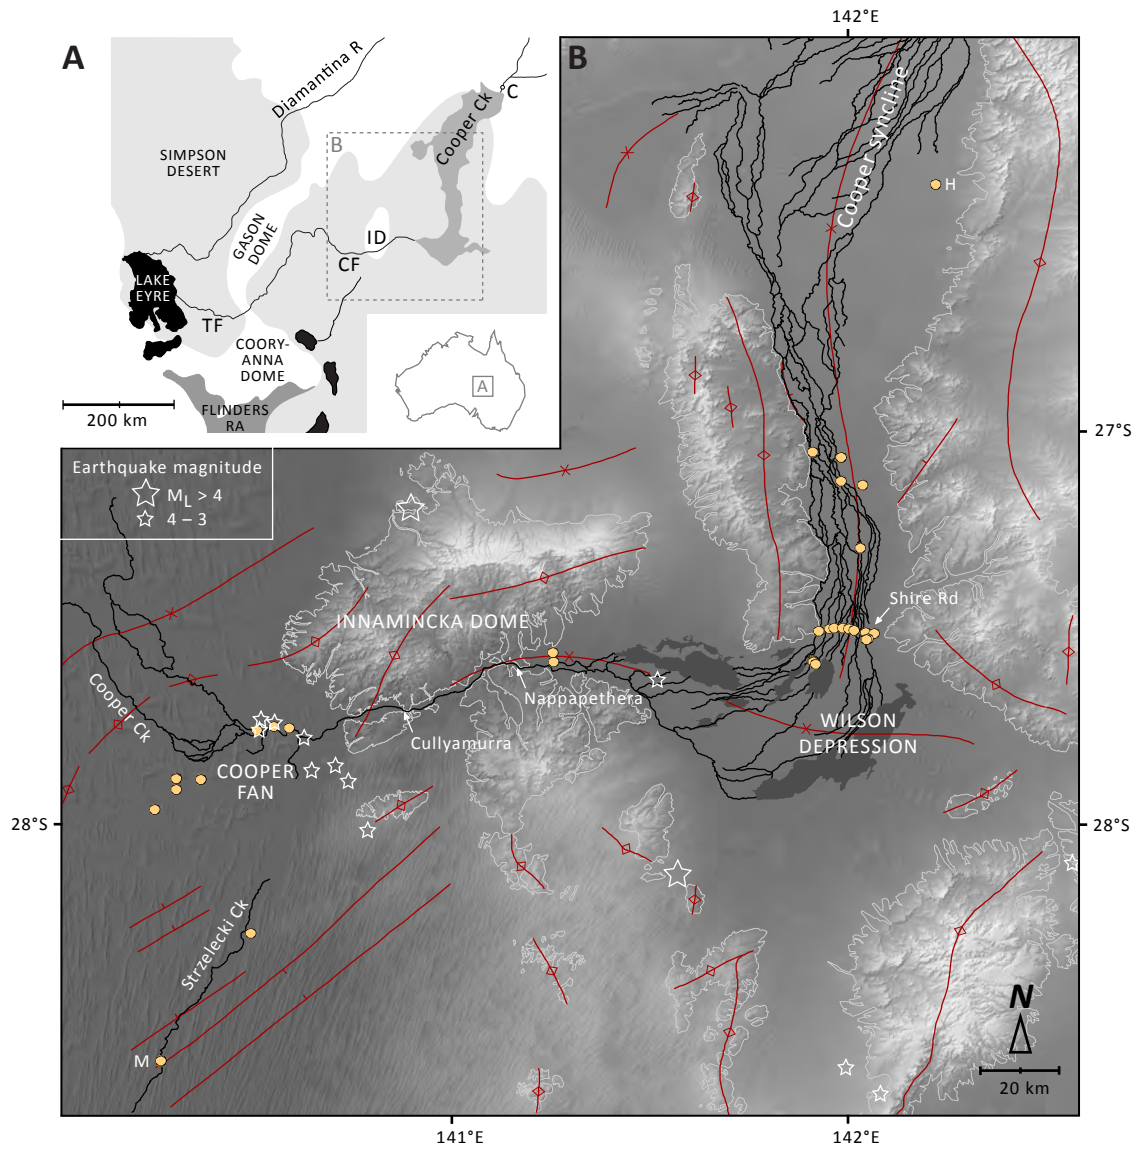 142°E
A
B
Diamantina R
C
Cooper Ck
B
SIMPSON
DESERT
GASON
DOME
ID
CF
LAKE
EYRE
TF
COORY-
ANNA
DOME
FLINDERS
RA
200 km
A
Cooper syncline
H
27°S
Earthquake magnitude
ML > 4
4 – 3
Shire Rd
INNAMINCKA DOME
Nappapethera
Cooper Ck
Cullyamurra
WILSON
DEPRESSION
COOPER
FAN
28°S
28°S
Strzelecki Ck
M
N
20 km
141°E
142°E